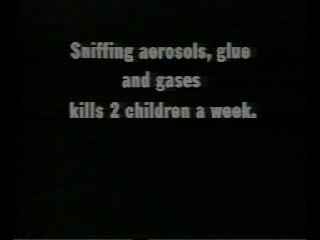 Sniffing aerosols, glue
and gases
kills 2 children a week.